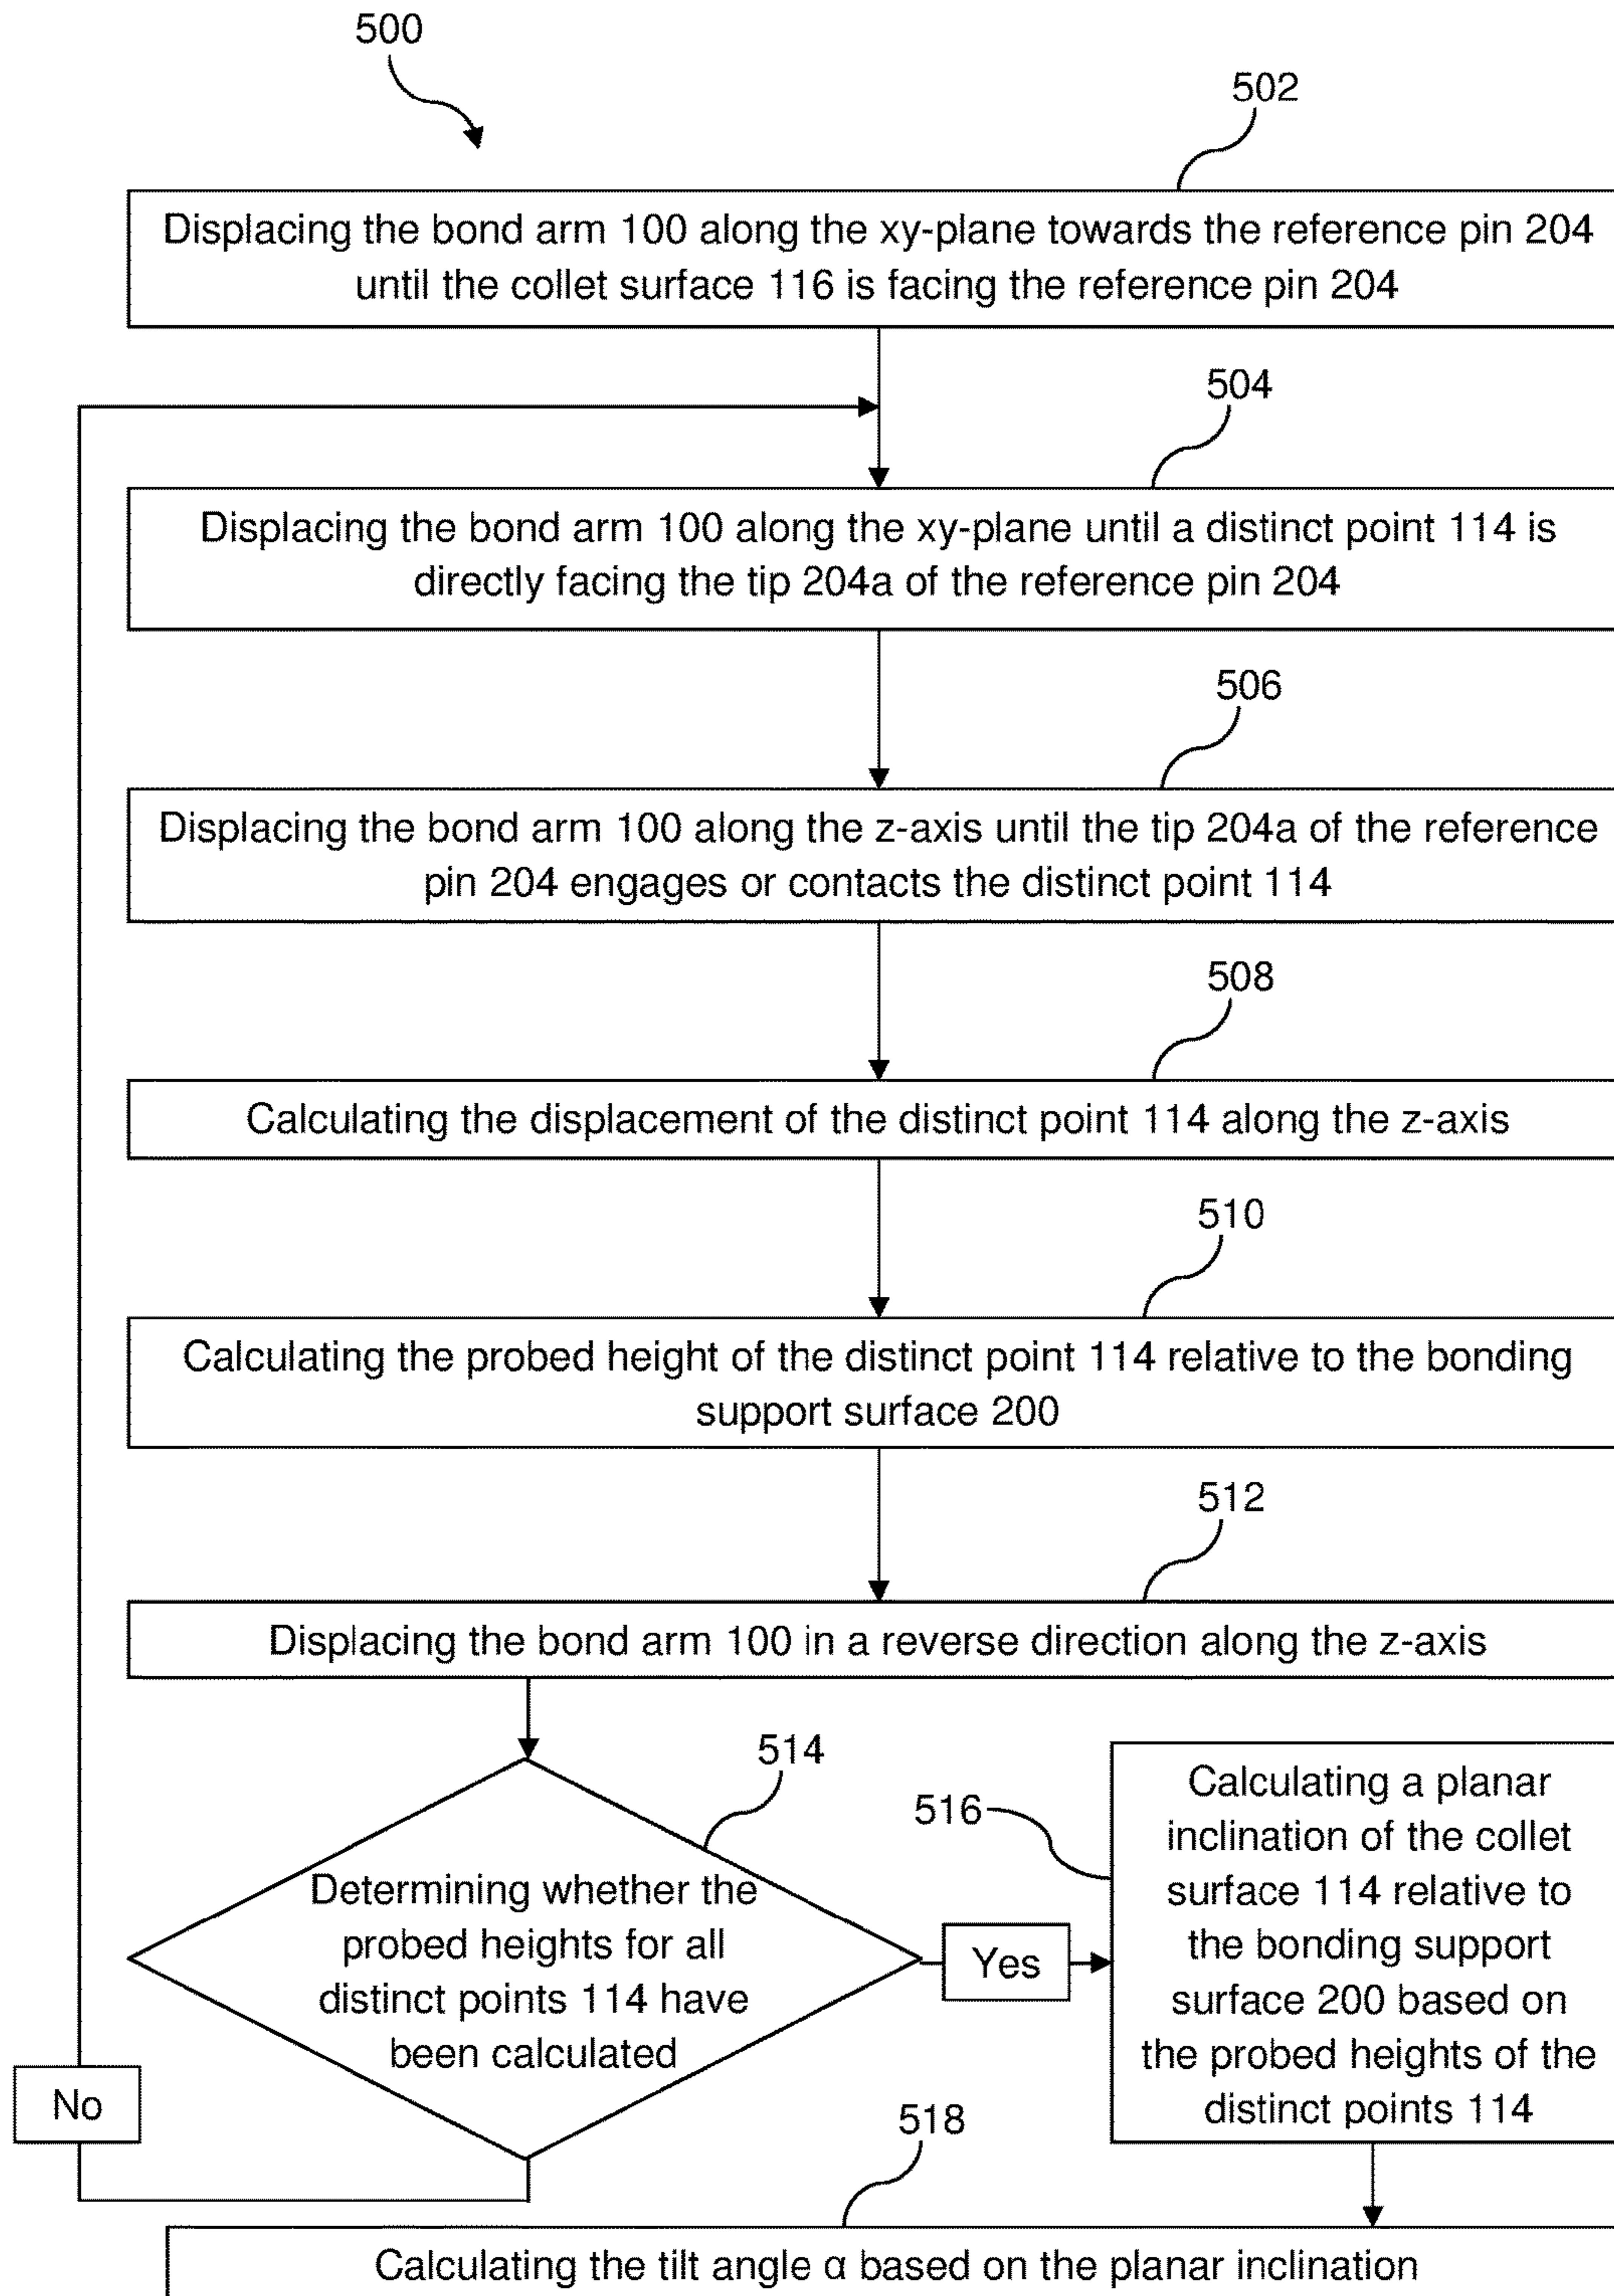 500
502
Displacing the bond arm 100 along the xy-plane towards the reference pin 204
until the collet surface 116 is facing the reference pin 204
504
Displacing the bond arm 100 along the xy-plane until a distinct point 114 is
directly facing the tip 204a of the reference pin 204
506
Displacing the bond arm 100 along the z-axis until the tip 204a of the reference
pin 204 engages or contacts the distinct point 114
508
Calculating the displacement of the distinct point 114 along the z-axis
510
Calculating the probed height of the distinct point 114 relative to the bonding
support surface 200
512
Displacing the bond arm 100 in a reverse direction along the z-axis
514
Determining whether the
probed heights for all
distinct points 114 have
been calculated
Yes
No
516
Calculating a planar
inclination of the collet
surface 114 relative to
the bonding support
surface 200 based on
the probed heights of the
distinct points 114
518
Calculating the tilt angle α based on the planar inclination